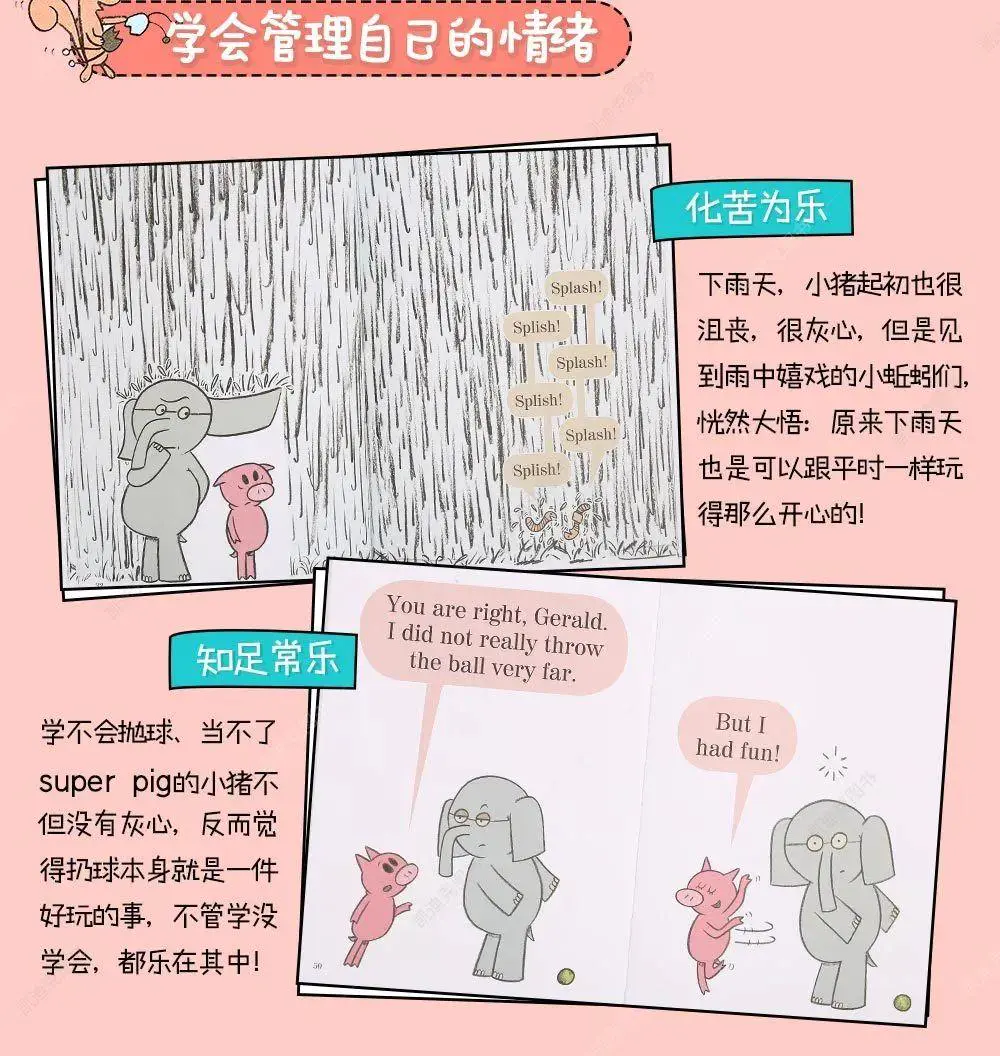 学会管理自己的情绪
化苦为乐
下雨天，小猪起初也很
沮丧，很灰心，但是见
到雨中嬉戏的小蚯蚓们，
恍然大悟：原来下雨天
也是可以跟平时一样玩
得那么开心的！
Splash!
Splish!
Splash!
Splish!
Splash!
Splish!
知足常乐
学不会抛球、当不了
super pig的小猪不
但没有灰心，反而觉
得扔球本身就是一件
好玩的事，不管学没
学会，都乐在其中！
You are right, Gerald.
I did not really throw
the ball very far.
But I
had fun!
50